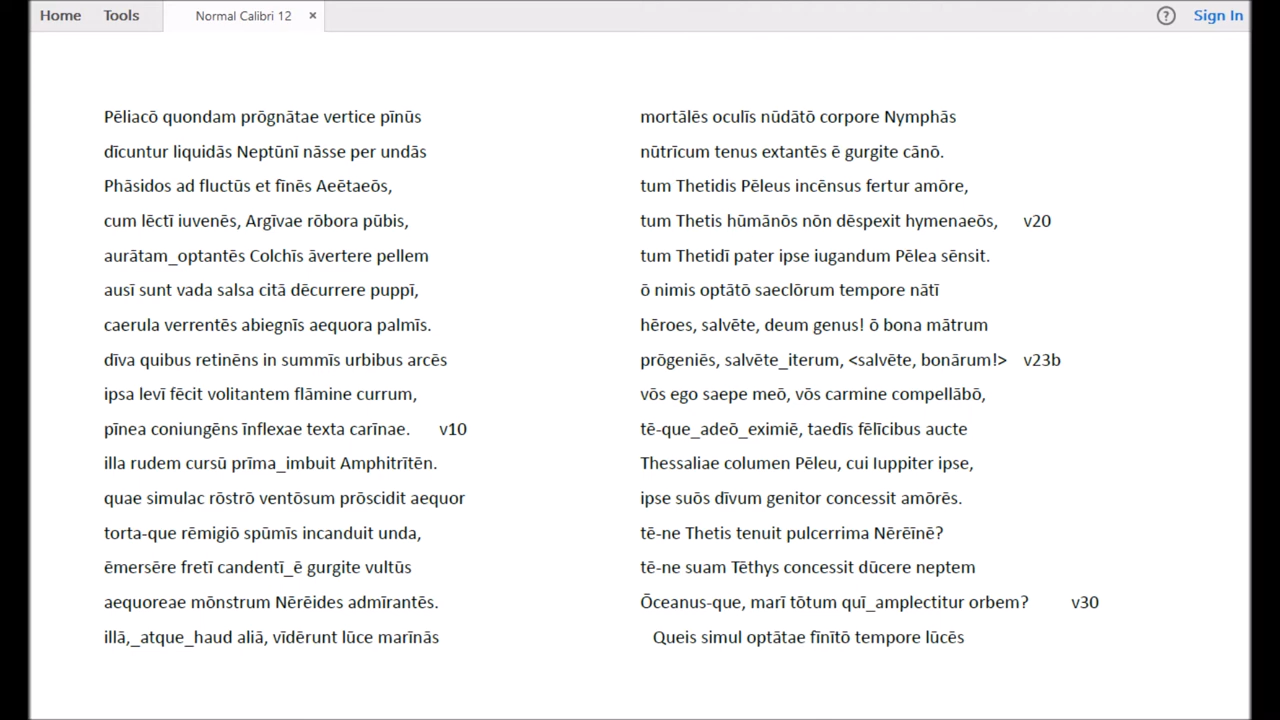 Home Tools Normal Calibri 12 × ? Sign In
Pēliacō quondam prōgnātae vertice pīnūs
dīcuntur liquidās Neptūnī nāsse per undās
Phāsidos ad fluctūs et fīnēs Aeētaeōs,
cum lēctī iuvenēs, Argīvae rōbora pūbis,
aurātam_optantēs Colchīs āvertere pellem
ausī sunt vada salsa citā dēcurrere puppī,
caerula verrentēs abiegnīs aequora palmīs.
dīva quibus retinēns in summīs urbibus arcēs
ipsa levī fēcit volitantem flāmine currum,
pīnea coniungēns īnflexae texta carīnae. v10
illa rudem cursū prīma_imbuit Amphitrītēn.
quae simulac rōstrō ventōsum prōscidit aequor
torta-que rēmigiō spūmīs incanduit unda,
ēmersēre fretī candentī_ē gurgite vultūs
aequoreae mōnstrum Nērēides admīrantēs.
illā,_atque_haud aliā, vīdērunt lūce marīnās
mortālēs oculīs nūdātō corpore Nymphās
nūtrīcum tenus extantēs ē gurgite cānō.
tum Thetidis Pēleus incēnsus fertur amōre,
tum Thetis hūmānōs nōn dēspexit hymenaeōs, v20
tum Thetidī pater ipse iugandum Pēlea sēnsit.
ō nimis optātō saeclōrum tempore nātī
hēroes, salvēte, deum genus! ō bona mātrum
prōgeniēs, salvēte_iterum, <salvēte, bonārum!> v23b
vōs ego saepe meō, vōs carmine compellābō,
tē-que_adeō_eximiē, taedīs fēlīcibus aucte
Thessaliae columen Pēleu, cui Iuppiter ipse,
ipse suōs dīvum genitor concessit amōrēs.
tē-ne Thetis tenuit pulcerrima Nērēīnē?
tē-ne suam Tēthys concessit dūcere neptem
Ōceanus-que, marī tōtum quī_amplectitur orbem? v30
Queis simul optātae fīnītō tempore lūcēs